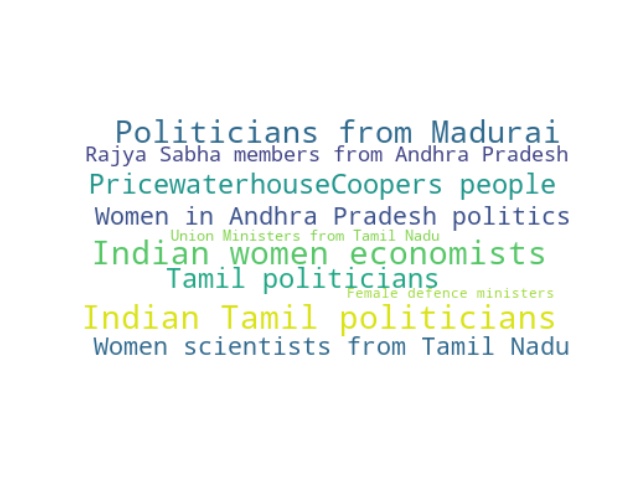 Politicians from Madurai
Rajya Sabha members from Andhra Pradesh
PricewaterhouseCoopers people
Women in Andhra Pradesh politics
Union Ministers from Tamil Nadu
Indian women economists
Tamil politicians
Female defence ministers
Indian Tamil politicians
Women scientists from Tamil Nadu